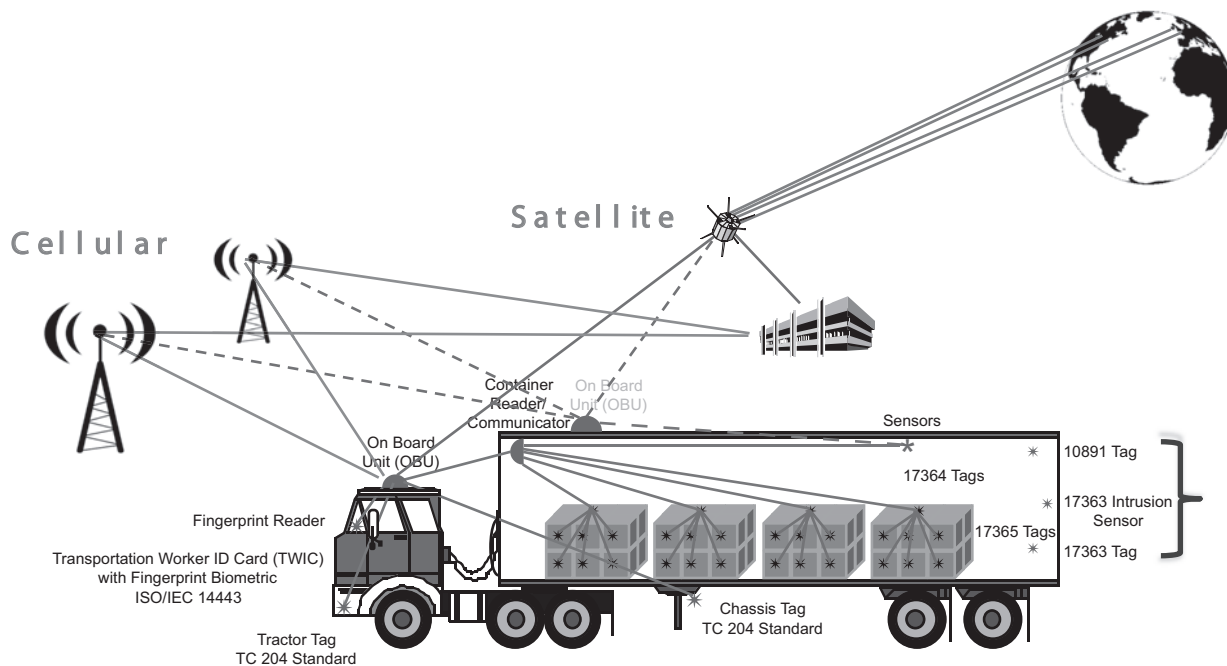 Satellite
Cellular
Container
Reader/
Communicator
On Board
Unit (OBU)
Sensors
On Board
Unit (OBU)
10891 Tag
17364 Tags
17363 Intrusion
Sensor
Fingerprint Reader
17365 Tags
17363 Tag
Transportation Worker ID Card (TWIC)
with Fingerprint Biometric
ISO/IEC 14443
Chassis Tag
TC 204 Standard
Tractor Tag
TC 204 Standard